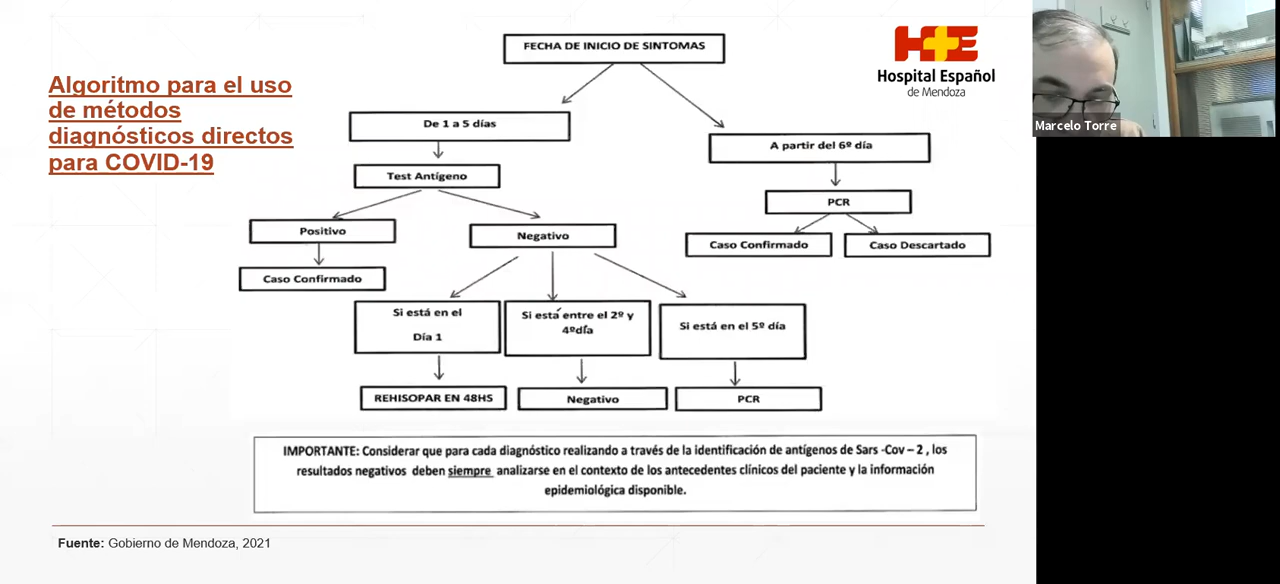 Algoritmo para el uso
de métodos
diagnósticos directos
para COVID-19
FECHA DE INICIO DE SINTOMAS
HE
Hospital Español
de Mendoza
Marcelo Torre
De 1 a 5 días
A partir del 6º día
Test Antígeno
PCR
Positivo
Negativo
Caso Confirmado
Caso Descartado
Caso Confirmado
Si está en el
Día 1
Si está entre el 2º y
4ºdía
Si está en el 5º día
REHISOPAR EN 48HS
Negativo
PCR
IMPORTANTE: Considerar que para cada diagnóstico realizando a través de la identificación de antígenos de Sars -Cov – 2 , los
resultados negativos deben siempre analizarse en el contexto de los antecedentes clínicos del paciente y la información
epidemiológica disponible.
Fuente: Gobierno de Mendoza, 2021